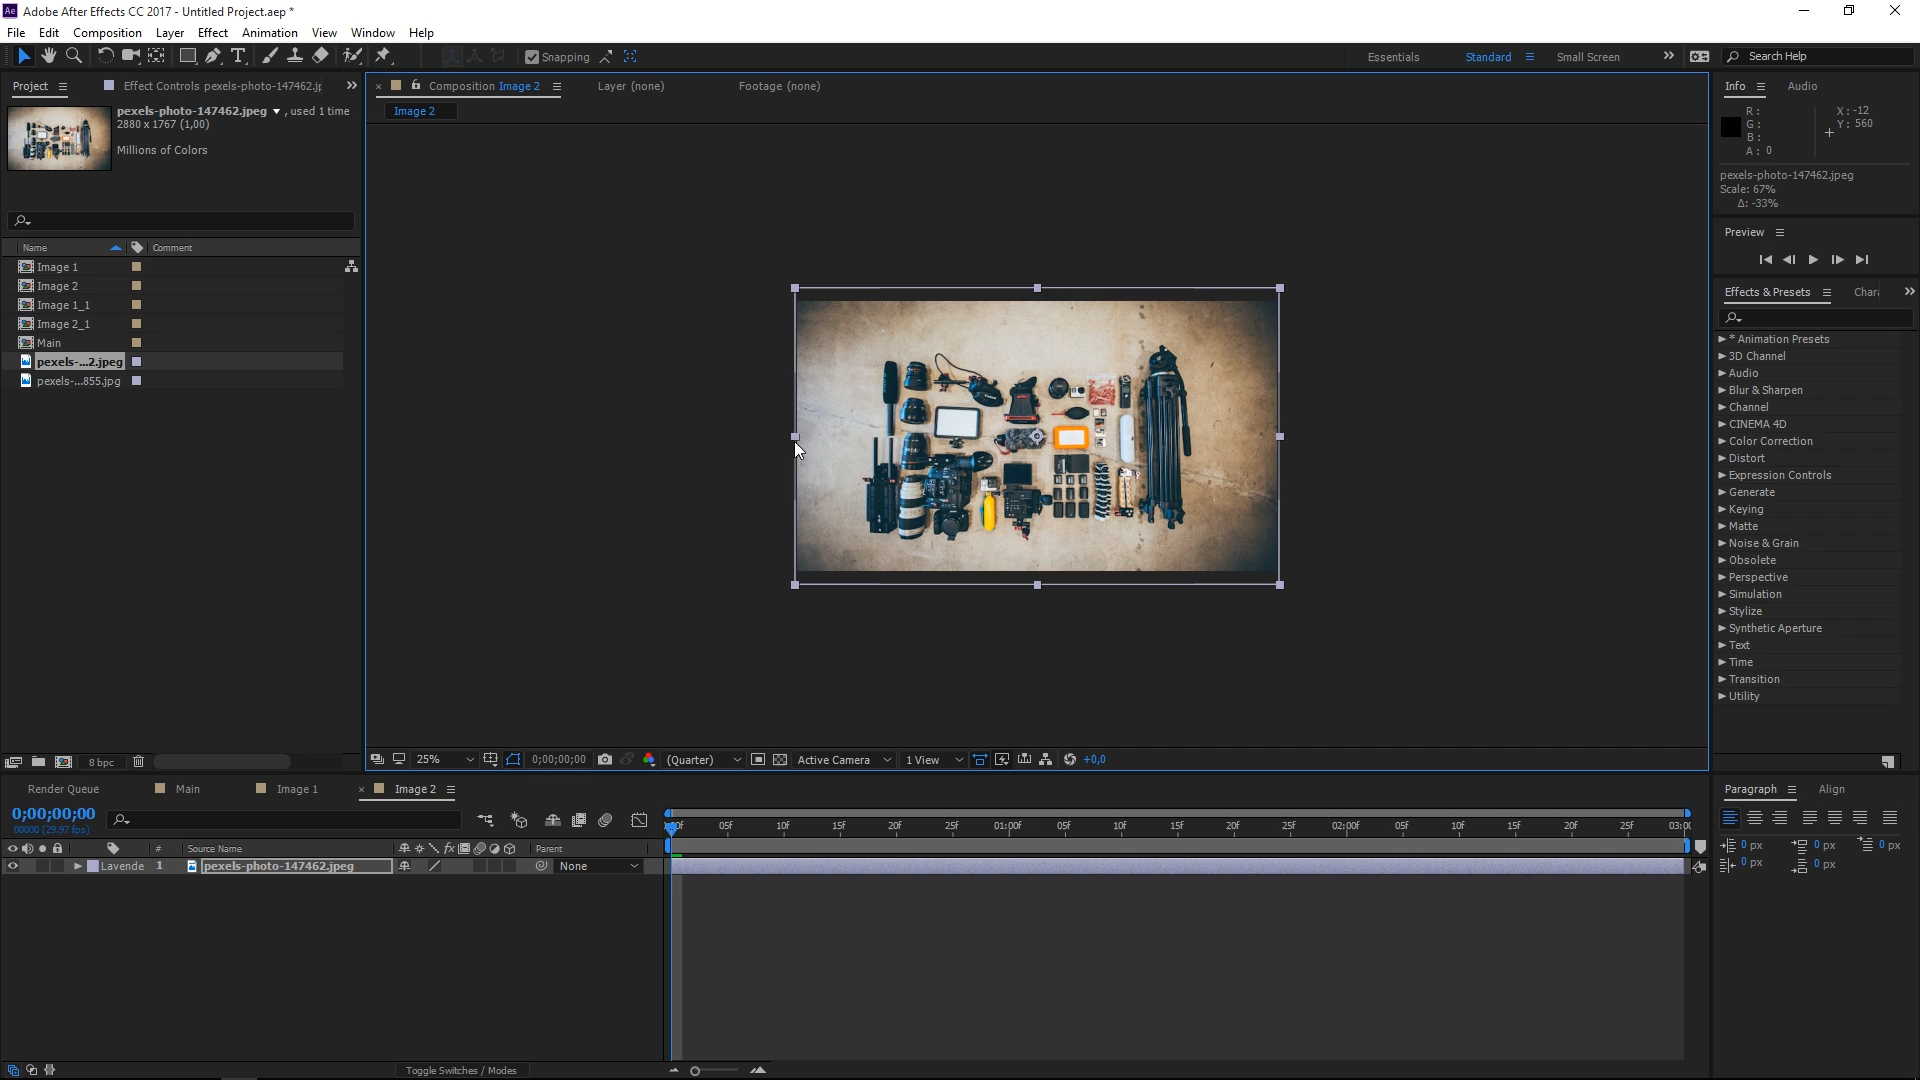 Ae Adobe After Effects CC 2017 - Untitled Project.aep *
File Edit Composition Layer Effect Animation View Window Help
Snapping Essentials Standard Small Screen Search Help
Project Effect Controls pexels-photo-147462.j
pexels-photo-147462.jpeg , used 1 time
2880 x 1767 (1,00)
Millions of Colors
Name Comment
Image 1
Image 2
Image 1_1
Image 2_1
Main
pexels-...2.jpeg
pexels-...855.jpg
8 bpc
Composition Image 2 Layer (none) Footage (none)
Image 2
25% 0;00;00;00 (Quarter) Active Camera 1 View +0,0
Info Audio
R:
G:
B:
A: 0
X: -12
Y: 560
pexels-photo-147462.jpeg
Scale: 67%
Δ: -33%
Preview
Effects & Presets Char
* Animation Presets
3D Channel
Audio
Blur & Sharpen
Channel
CINEMA 4D
Color Correction
Distort
Expression Controls
Generate
Keying
Matte
Noise & Grain
Obsolete
Perspective
Simulation
Stylize
Synthetic Aperture
Text
Time
Transition
Utility
Render Queue Main Image 1 Image 2
0;00;00;00
00000 (29.97 fps)
05f 10f 15f 20f 25f 01:00f 05f 10f 15f 20f 25f 02:00f 05f 10f 15f 20f 25f 03:0
# Source Name fx Parent
Lavende 1 pexels-photo-147462.jpeg None
Toggle Switches / Modes
Paragraph Align
0 px 0 px 0 px
0 px 0 px